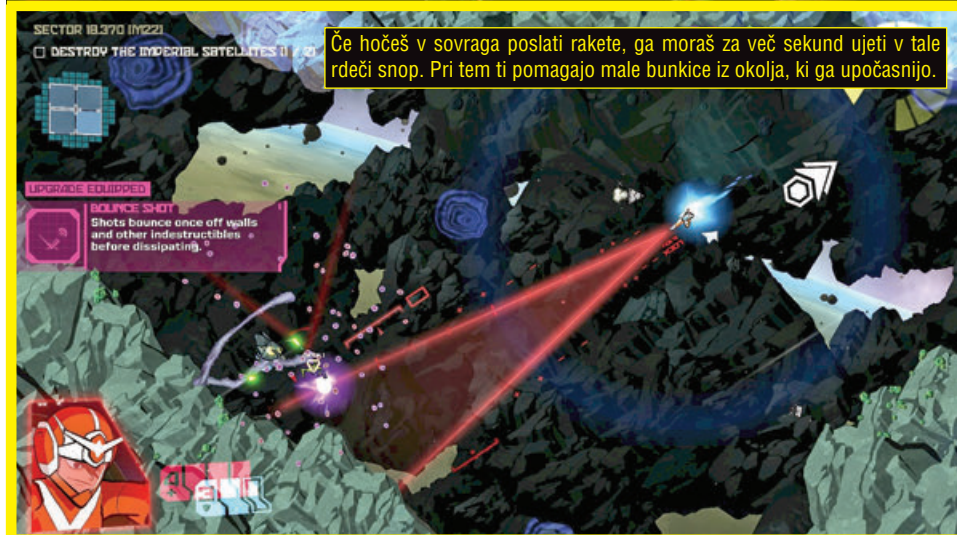 SECTOR 18.370 [M22]
DESTROY THE IMPERIAL SATELLITES [1 / 2]
Če hočeš v sovraga poslati rakete, ga moraš za več sekund ujeti v tale
rdeči snop. Pri tem ti pomagajo male bunkice iz okolja, ki ga upočasnijo.
UPGRADE EQUIPPED
BOUNCE SHOT
Shots bounce once off walls
and other indestructibles
before dissipating.